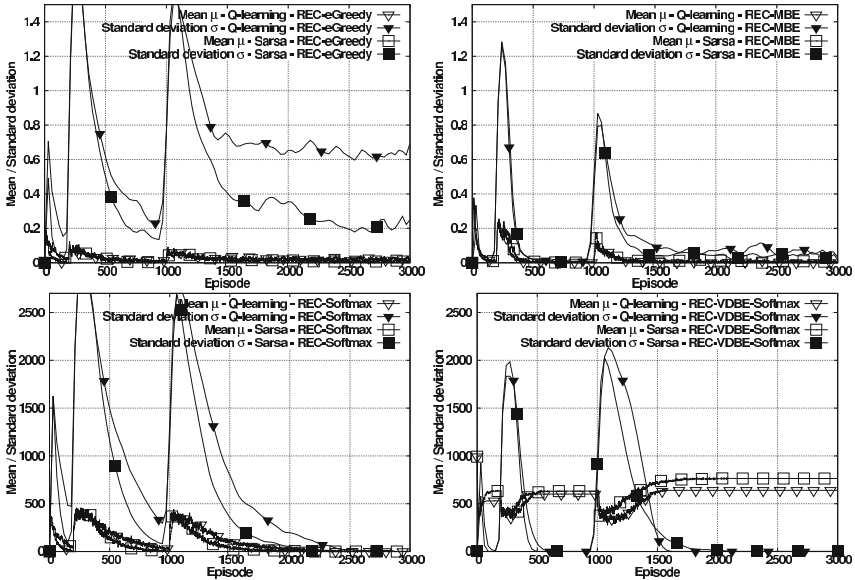 Mean μ - Q-learning - REC-eGreedy
Standard deviation σ - Q-learning - REC-eGreedy
Mean μ - Sarsa - REC-eGreedy
Standard deviation σ - Sarsa - REC-eGreedy
Mean / Standard deviation
1.4
1.2
1
0.8
0.6
0.4
0.2
0
0 500 1000 1500 2000 2500 3000
Episode
Mean μ - Q-learning - REC-MBE
Standard deviation σ - Q-learning - REC-MBE
Mean μ - Sarsa - REC-MBE
Standard deviation σ - Sarsa - REC-MBE
Mean / Standard deviation
1.4
1.2
1
0.8
0.6
0.4
0.2
0
0 500 1000 1500 2000 2500 3000
Episode
Mean μ - Q-learning - REC-Softmax
Standard deviation σ - Q-learning - REC-Softmax
Mean μ - Sarsa - REC-Softmax
Standard deviation σ - Sarsa - REC-Softmax
Mean / Standard deviation
2500
2000
1500
1000
500
0
0 500 1000 1500 2000 2500 3000
Episode
Mean μ - Q-learning - REC-VDBE-Softmax
Standard deviation σ - Q-learning - REC-VDBE-Softmax
Mean μ - Sarsa - REC-VDBE-Softmax
Standard deviation σ - Sarsa - REC-VDBE-Softmax
Mean / Standard deviation
2500
2000
1500
1000
500
0
0 500 1000 1500 2000 2500 3000
Episode